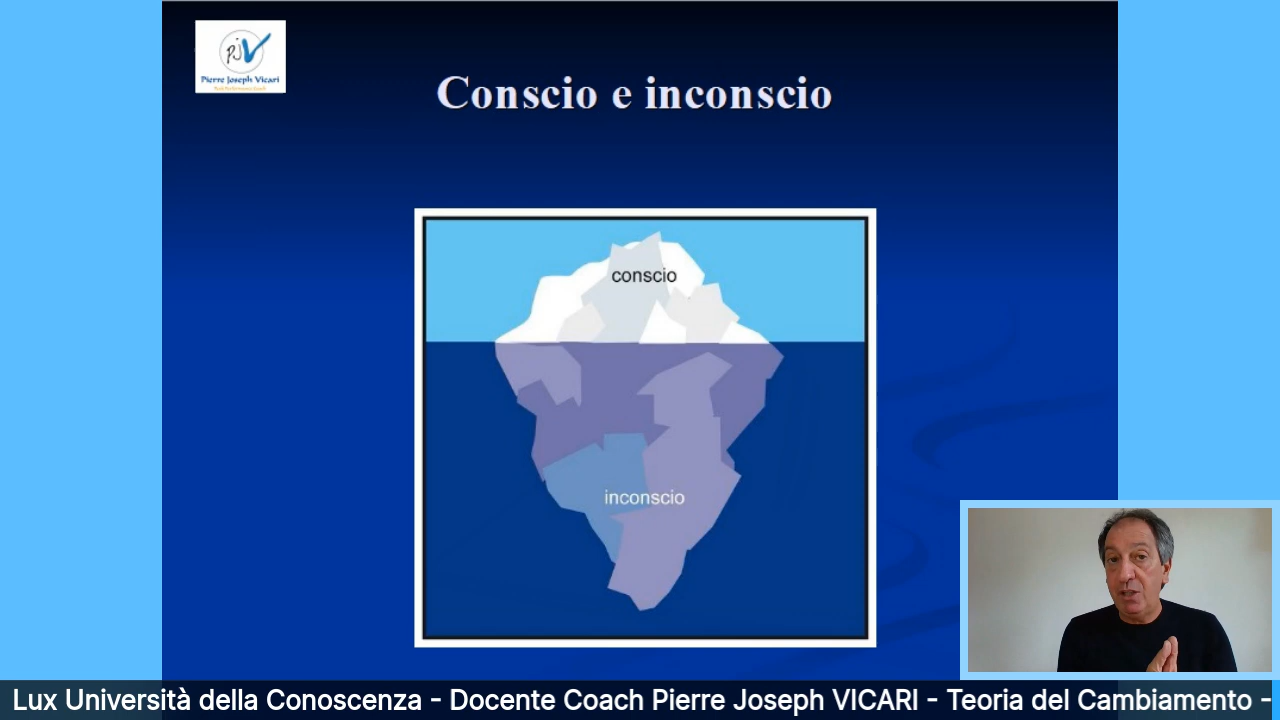 PJV
Pierre Joseph Vicari
Conscio e inconscio
conscio
inconscio
Lux Università della Conoscenza - Docente Coach Pierre Joseph VICARI - Teoria del Cambiamento -